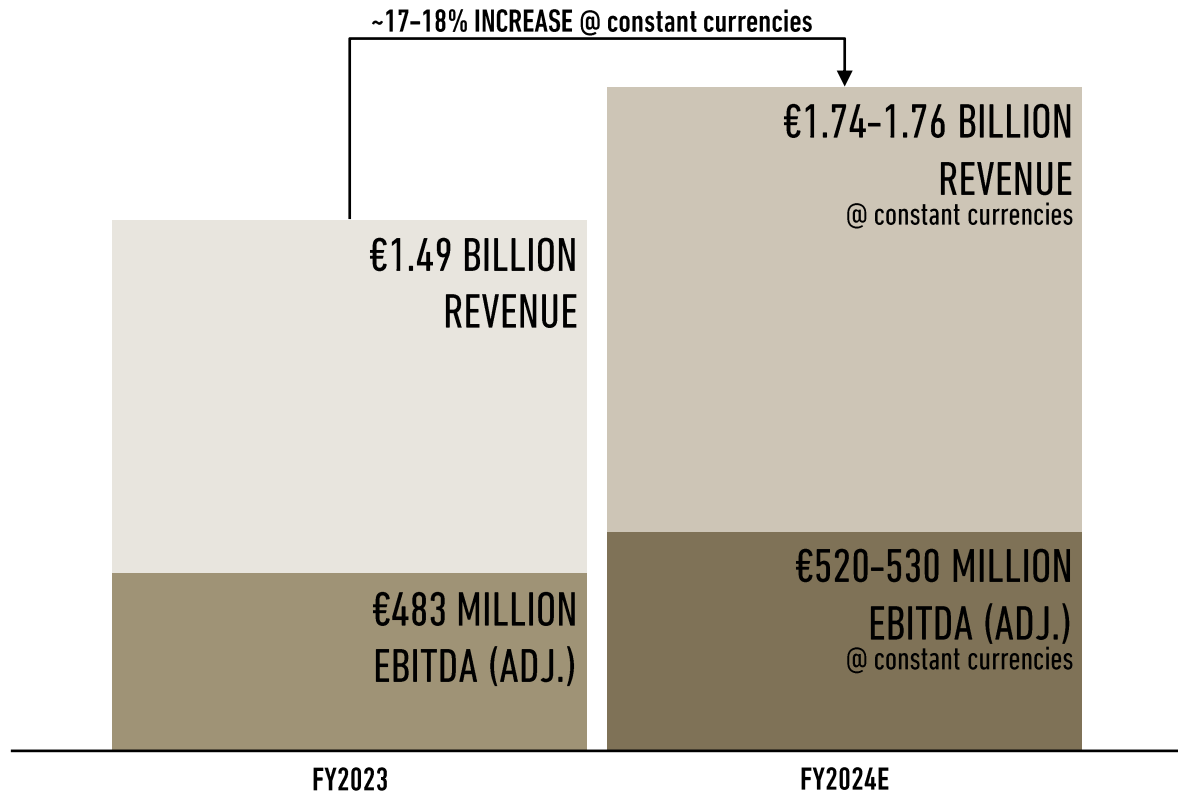 ~17–18% INCREASE @ constant currencies
€1.49 BILLION
REVENUE
€483 MILLION
EBITDA (ADJ.)
€1.74–1.76 BILLION
REVENUE
@ constant currencies
€520–530 MILLION
EBITDA (ADJ.)
@ constant currencies
FY2023
FY2024E